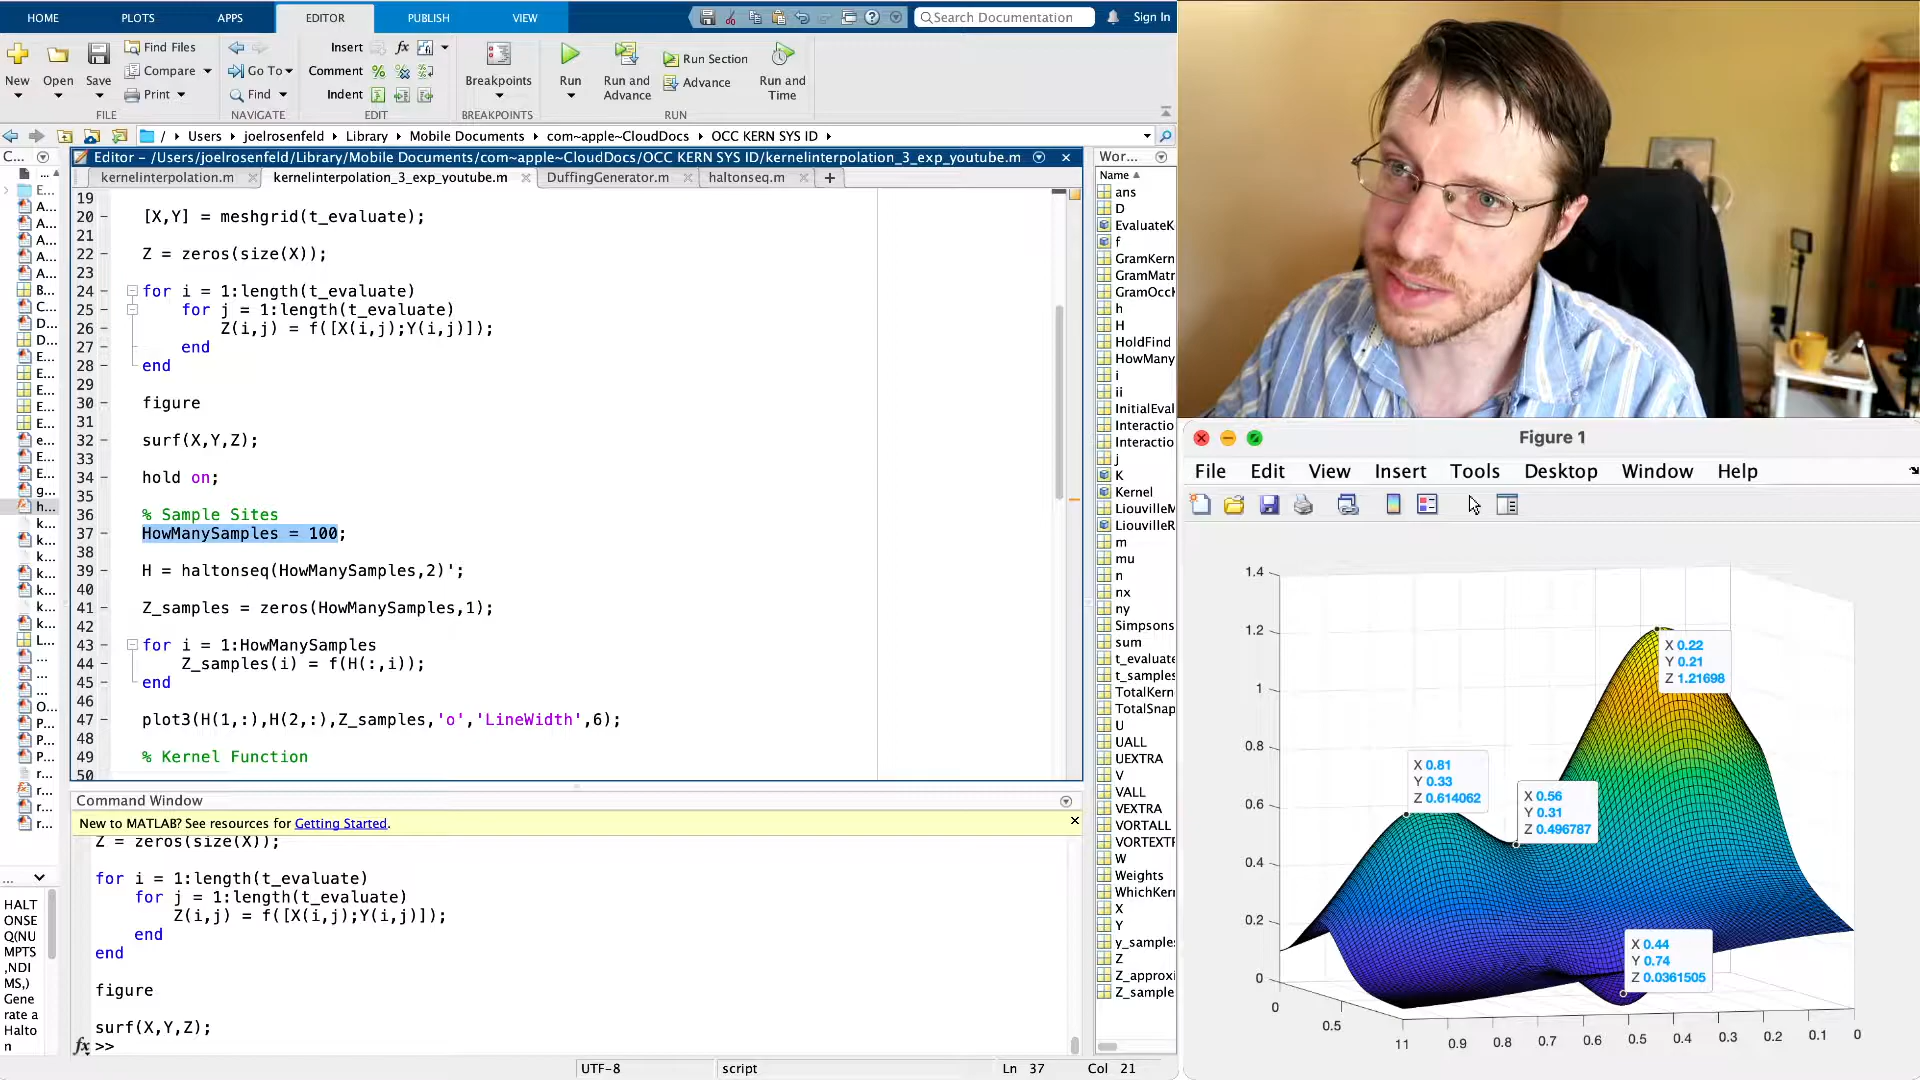 HOME PLOTS APPS EDITOR PUBLISH VIEW
Search Documentation Sign In
New Open Save Find Files Compare Print
Go To Find
Insert fx
Comment
Indent
Breakpoints
Run Run and Advance Run Section Advance Run and Time
FILE NAVIGATE EDIT BREAKPOINTS RUN
/ Users joelrosenfeld Library Mobile Documents com~apple~CloudDocs OCC KERN SYS ID
C...
Editor - /Users/joelrosenfeld/Library/Mobile Documents/com~apple~CloudDocs/OCC KERN SYS ID/kernelinterpolation_3_exp_youtube.m
kernelinterpolation.m kernelinterpolation_3_exp_youtube.m DuffingGenerator.m haltonseq.m
19
20 [X,Y] = meshgrid(t_evaluate);
21
22 Z = zeros(size(X));
23
24 for i = 1:length(t_evaluate)
25 for j = 1:length(t_evaluate)
26 Z(i,j) = f([X(i,j);Y(i,j)]);
27 end
28 end
29
30 figure
31
32 surf(X,Y,Z);
33
34 hold on;
35
36 % Sample Sites
37 HowManySamples = 100;
38
39 H = haltonseq(HowManySamples,2)';
40
41 Z_samples = zeros(HowManySamples,1);
42
43 for i = 1:HowManySamples
44 Z_samples(i) = f(H(:,i));
45 end
46
47 plot3(H(1,:),H(2,:),Z_samples,'o','LineWidth',6);
48
49 % Kernel Function
50
Command Window
New to MATLAB? See resources for Getting Started.
Z = zeros(size(X));
for i = 1:length(t_evaluate)
for j = 1:length(t_evaluate)
Z(i,j) = f([X(i,j);Y(i,j)]);
end
end
figure
surf(X,Y,Z);
fx >>
HALT
ONSE
Q(NU
MPTS
,NDI
MS,)
Gene
rate a
Halto
n
UTF-8 script Ln 37 Col 21
Wor...
Name
ans
D
EvaluateK
f
GramKern
GramMatr
GramOccK
h
H
HoldFind
HowMany
i
ii
InitialEval
Interactio
Interactio
j
K
Kernel
LiouvilleM
LiouvilleR
m
mu
n
nx
ny
Simpsons
sum
t_evaluate
t_samples
TotalKern
TotalSnap
U
UALL
UEXTRA
V
VALL
VEXTRA
VORTALL
VORTEXTR
W
Weights
WhichKern
X
Y
y_samples
Z
Z_approxi
Z_sample
Figure 1
File Edit View Insert Tools Desktop Window Help
1.4
1.2
1
0.8
0.6
0.4
0.2
0
X 0.22
Y 0.21
Z 1.21698
X 0.81
Y 0.33
Z 0.614062
X 0.56
Y 0.31
Z 0.496787
X 0.44
Y 0.74
Z 0.0361505
0
0.5
11 0.9 0.8 0.7 0.6 0.5 0.4 0.3 0.2 0.1 0